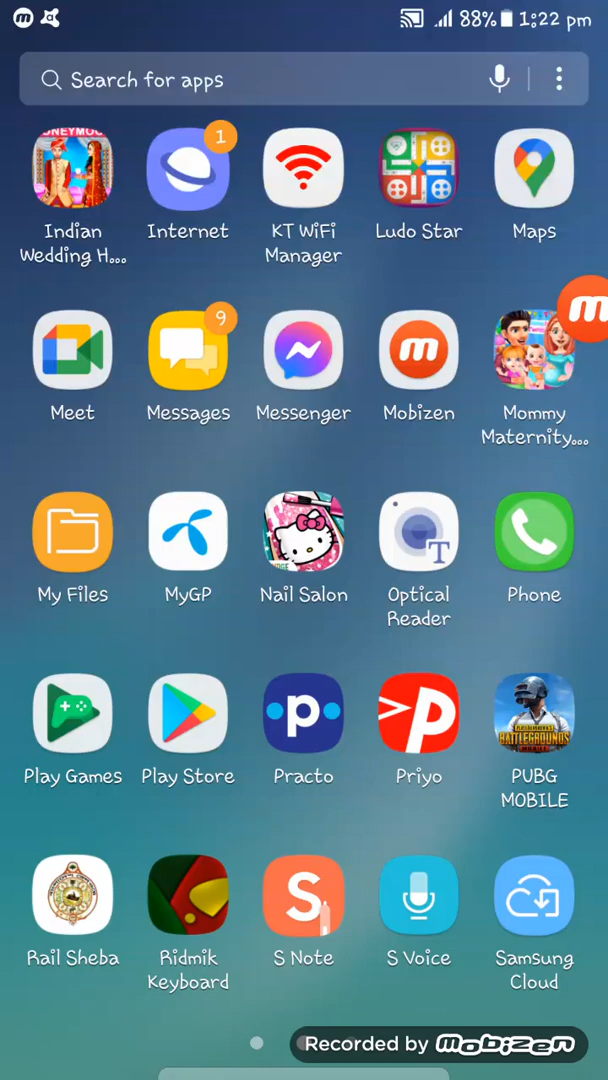 88% 1:22 pm
Search for apps
HONEYMOO
1
Indian
Wedding H...
Internet
KT WiFi
Manager
Ludo Star
Maps
9
Meet
Messages
Messenger
Mobizen
Mommy
Maternity...
T
My Files
MyGP
Nail Salon
Optical
Reader
Phone
p
P
BATTLEGROUNDS
Play Games
Play Store
Practo
Priyo
PUBG
MOBILE
S
Rail Sheba
Ridmik
Keyboard
S Note
S Voice
Samsung
Cloud
Recorded by mobizen